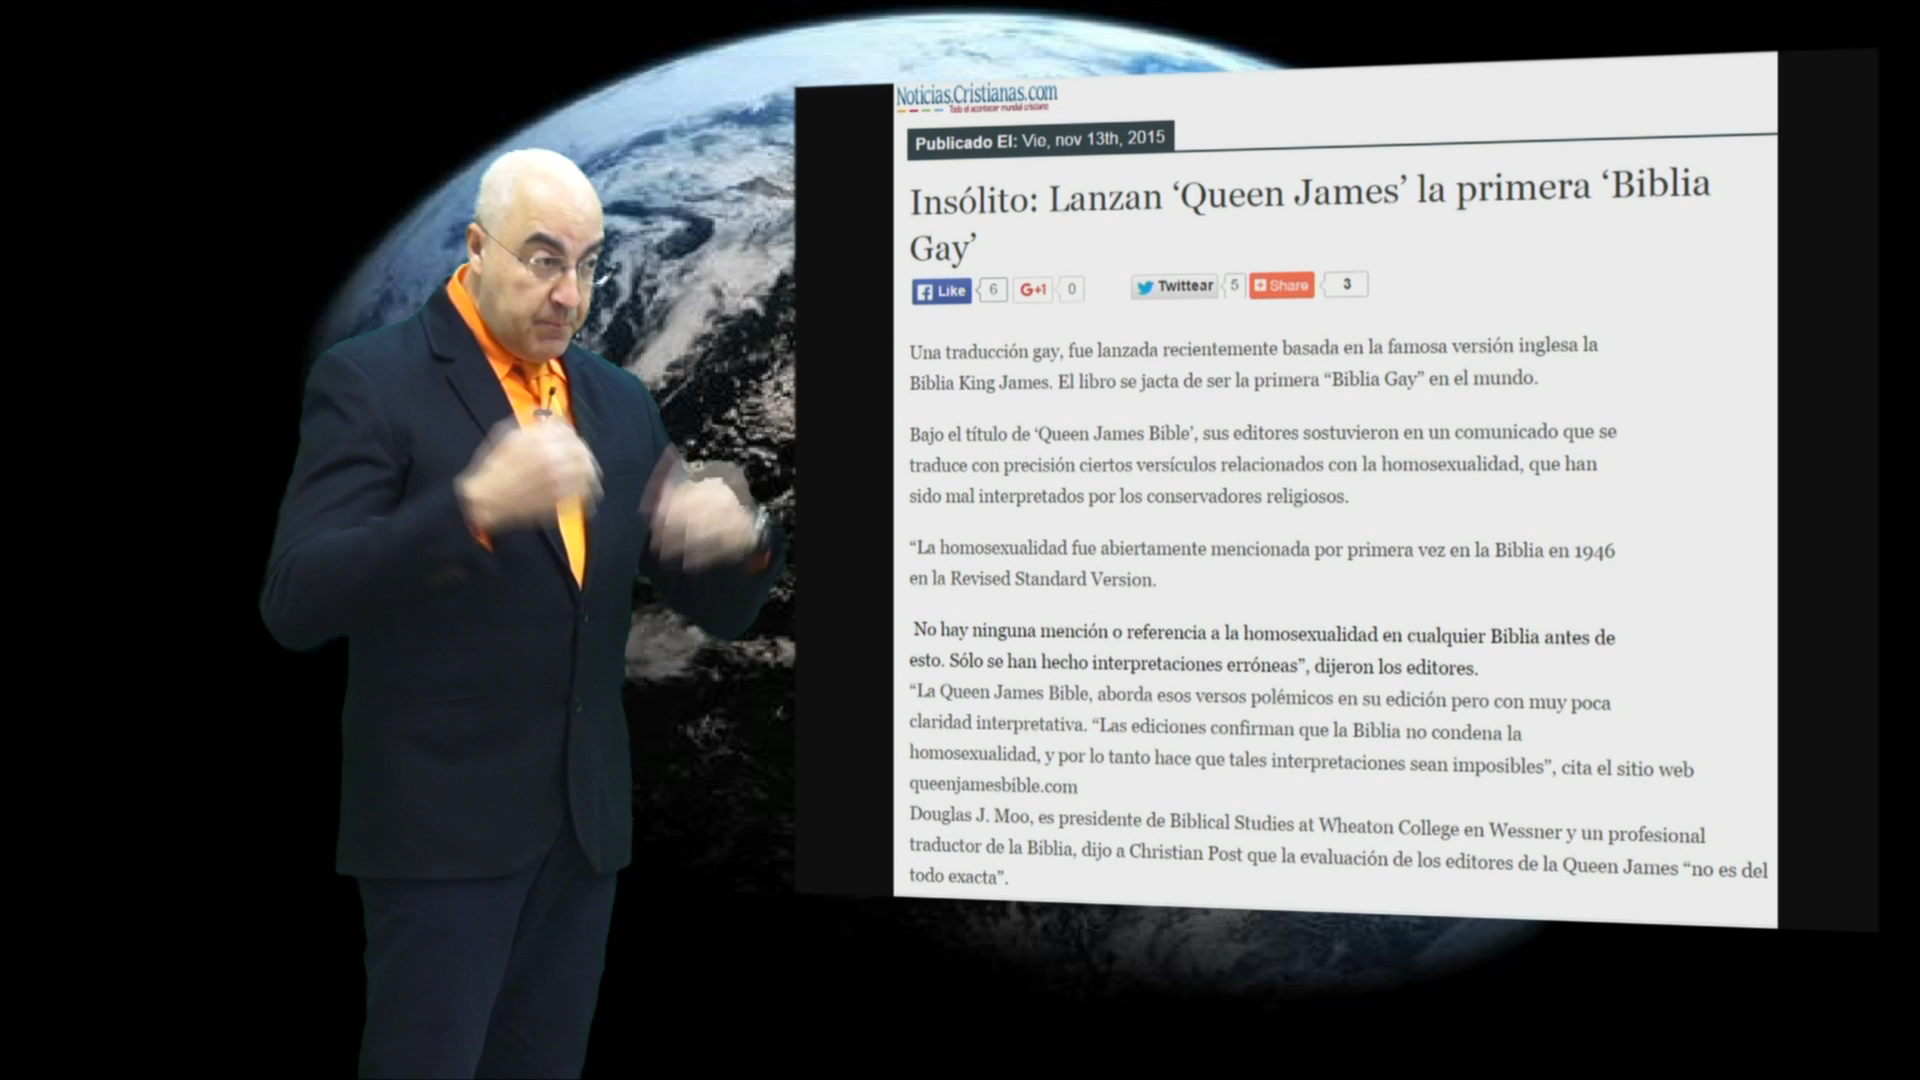 Noticias.Cristianas.com
Todo el acontecer mundial cristiano
Publicado El: Vie, nov 13th, 2015
Insólito: Lanzan ‘Queen James’ la primera ‘Biblia
Gay’
Like 6 G+1 0 Twittear 5 Share 3
Una traducción gay, fue lanzada recientemente basada en la famosa versión inglesa la
Biblia King James. El libro se jacta de ser la primera “Biblia Gay” en el mundo.
Bajo el título de ‘Queen James Bible’, sus editores sostuvieron en un comunicado que se
traduce con precisión ciertos versículos relacionados con la homosexualidad, que han
sido mal interpretados por los conservadores religiosos.
“La homosexualidad fue abiertamente mencionada por primera vez en la Biblia en 1946
en la Revised Standard Version.
No hay ninguna mención o referencia a la homosexualidad en cualquier Biblia antes de
esto. Sólo se han hecho interpretaciones erróneas”, dijeron los editores.
“La Queen James Bible, aborda esos versos polémicos en su edición pero con muy poca
claridad interpretativa. “Las ediciones confirman que la Biblia no condena la
homosexualidad, y por lo tanto hace que tales interpretaciones sean imposibles”, cita el sitio web
queenjamesbible.com
Douglas J. Moo, es presidente de Biblical Studies at Wheaton College en Wessner y un profesional
traductor de la Biblia, dijo a Christian Post que la evaluación de los editores de la Queen James “no es del
todo exacta”.